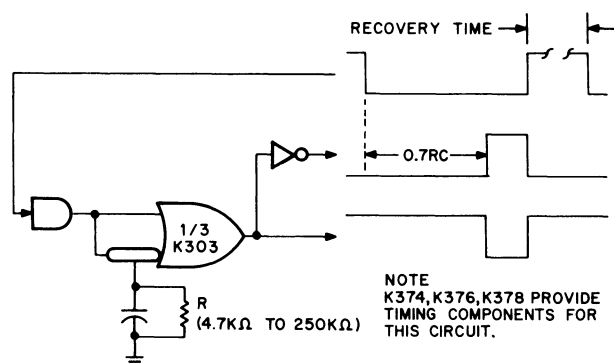 RECOVERY TIME
0.7RC
1/3
K303
R
(4.7KΩ TO 250KΩ)
NOTE
K374, K376, K378 PROVIDE
TIMING COMPONENTS FOR
THIS CIRCUIT.